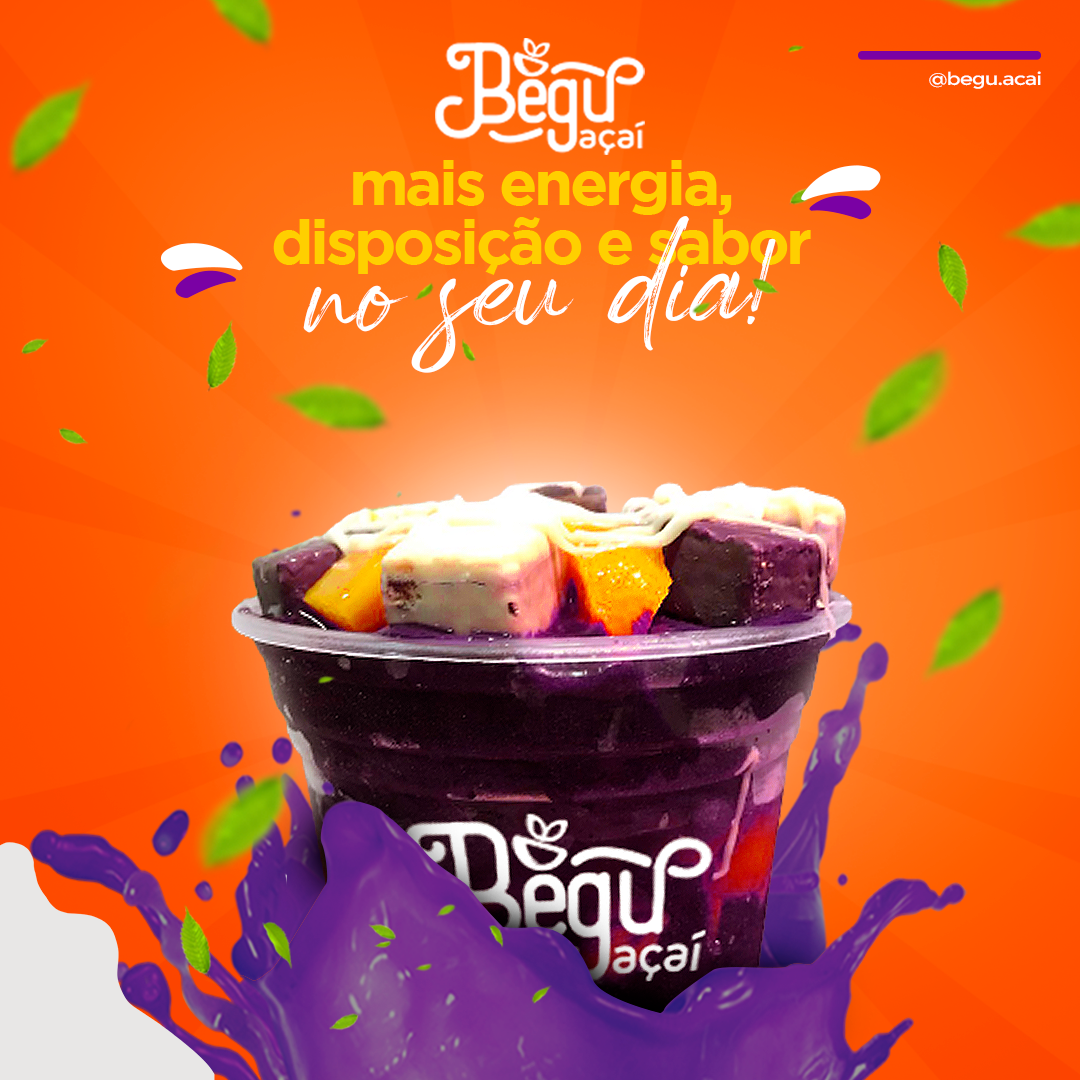 Begu
açaí
@begu.acai
mais energia,
disposição e sabor
no seu dia!
Begu
açaí